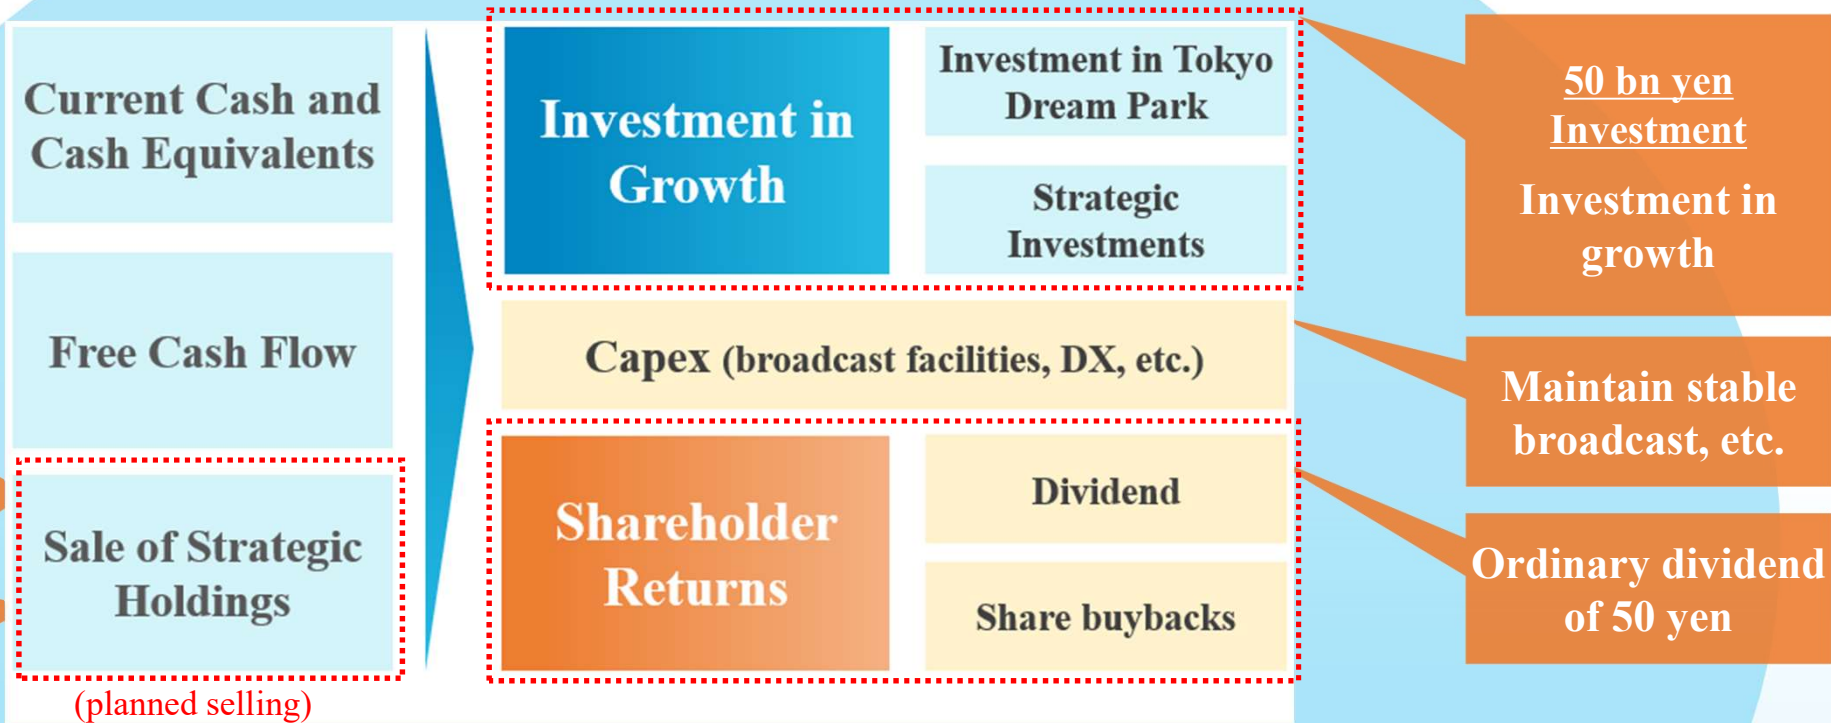 Current Cash and
Cash Equivalents
Free Cash Flow
Sale of Strategic
Holdings
(planned selling)
Investment in
Growth
Investment in Tokyo
Dream Park
Strategic
Investments
Capex (broadcast facilities, DX, etc.)
Shareholder
Returns
Dividend
Share buybacks
50 bn yen
Investment
Investment in
growth
Maintain stable
broadcast, etc.
Ordinary dividend
of 50 yen